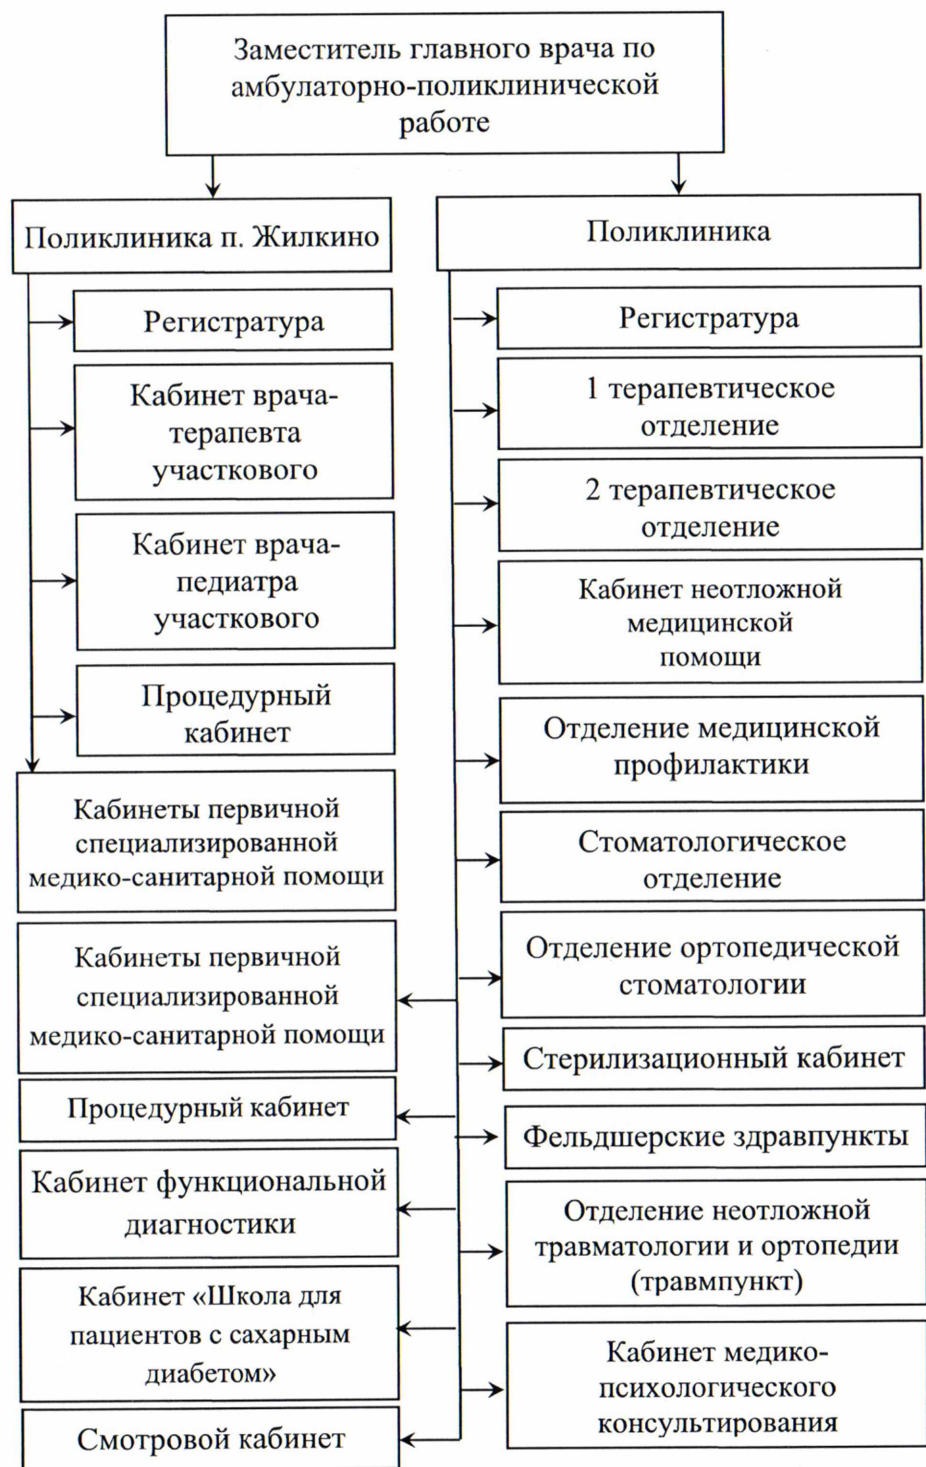 Заместитель главного врача по
амбулаторно-поликлинической
работе
Поликлиника п. Жилкино
Регистратура
Кабинет врача-
терапевта
участкового
Кабинет врача-
педиатра
участкового
Процедурный
кабинет
Кабинеты первичной
специализированной
медико-санитарной помощи
Кабинеты первичной
специализированной
медико-санитарной помощи
Процедурный кабинет
Кабинет функциональной
диагностики
Кабинет «Школа для
пациентов с сахарным
диабетом»
Смотровой кабинет
Поликлиника
Регистратура
1 терапевтическое
отделение
2 терапевтическое
отделение
Кабинет неотложной
медицинской
помощи
Отделение медицинской
профилактики
Стоматологическое
отделение
Отделение ортопедической
стоматологии
Стерилизационный кабинет
Фельдшерские здравпункты
Отделение неотложной
травматологии и ортопедии
(травмпункт)
Кабинет медико-
психологического
консультирования